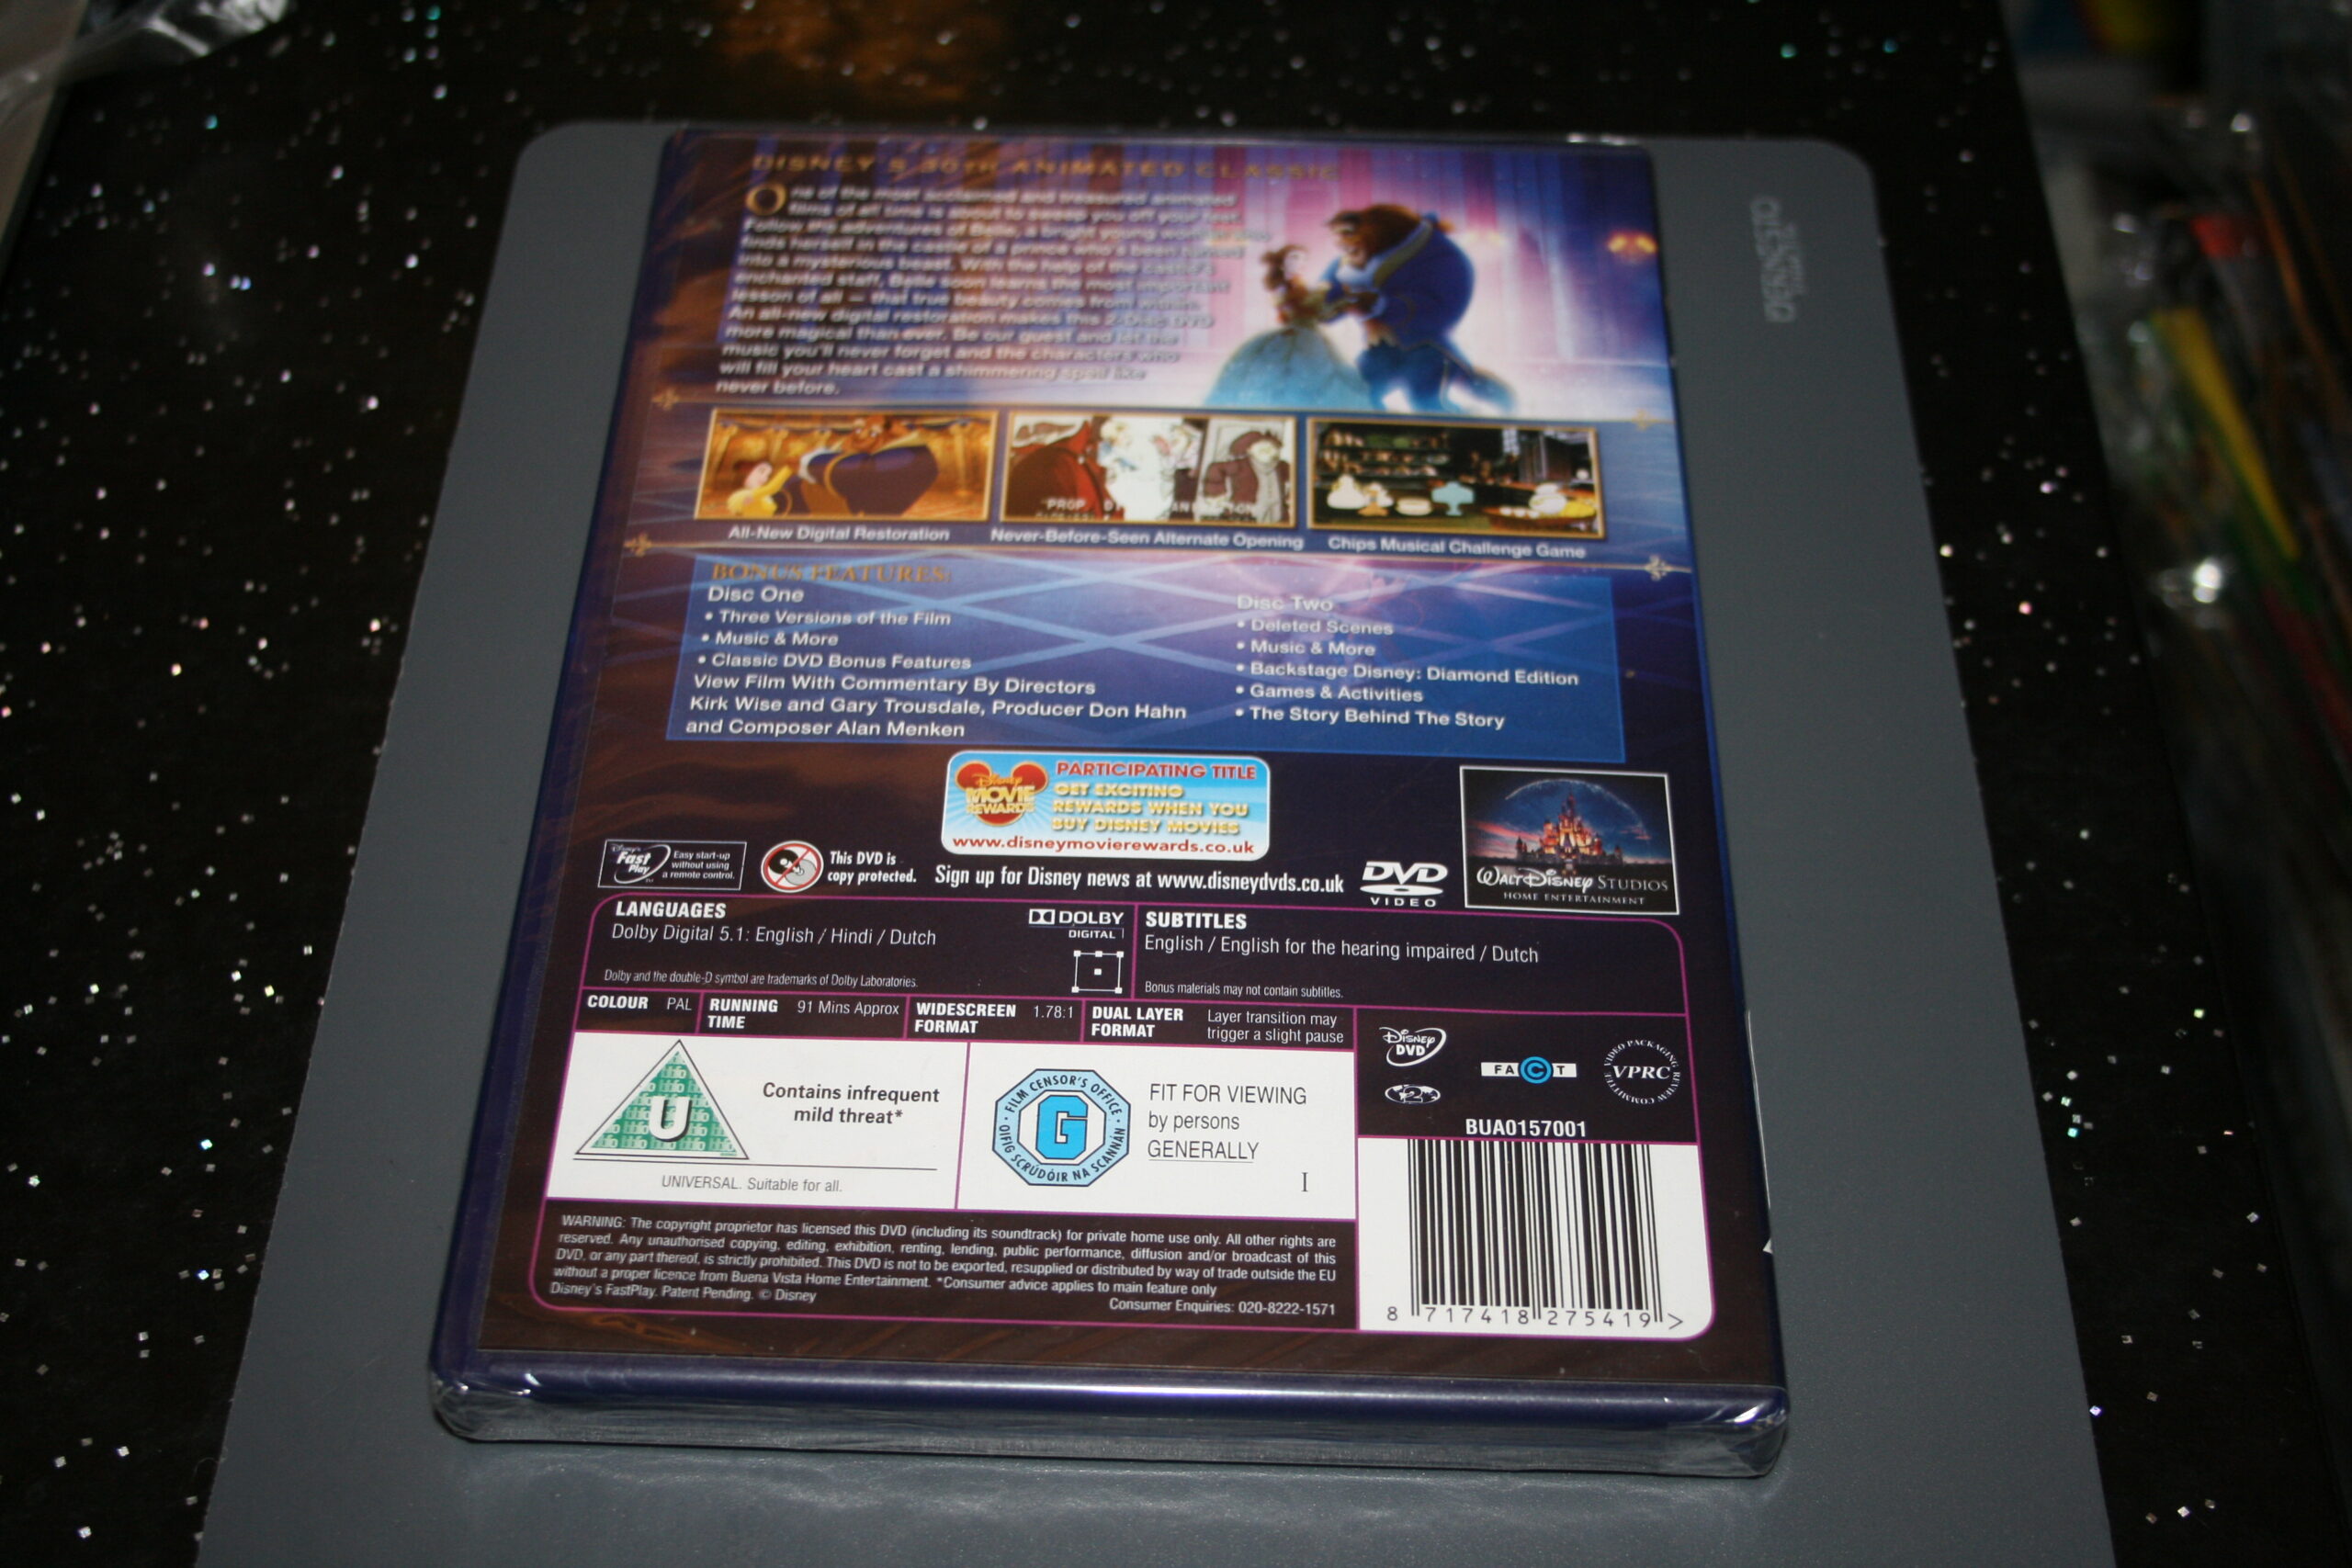 DISNEY'S 30TH ANIMATED CLASSIC
One of the most acclaimed and treasured animated
films of all time is about to sweep you off your feet.
Follow the adventures of Belle, a bright young
finds herself in the castle of a prince who's been turned
into a mysterious beast. With the help of the castle's
enchanted staff, Belle soon learns the most important
lesson of all — that true beauty comes from within.
An all-new digital restoration makes this 2-Disc DVD
more magical than ever. Be our guest and let the
music you'll never forget and the characters who
will fill your heart cast a shimmering spell like
never before.
PROP.
All-New Digital Restoration
Never-Before-Seen Alternate Opening
Chips Musical Challenge Game
BONUS FEATURES:
Disc One
• Three Versions of the Film
• Music & More
• Classic DVD Bonus Features
View Film With Commentary By Directors
Kirk Wise and Gary Trousdale, Producer Don Hahn
and Composer Alan Menken
Disc Two
• Deleted Scenes
• Music & More
• Backstage Disney: Diamond Edition
• Games & Activities
• The Story Behind The Story
Disney MOVIE REWARDS
PARTICIPATING TITLE
GET EXCITING
REWARDS WHEN YOU
BUY DISNEY MOVIES
www.disneymovierewards.co.uk
Disney's Fast Play
Easy start-up
without using
a remote control.
This DVD is
copy protected.
Sign up for Disney news at www.disneydvds.co.uk
DVD
VIDEO
WALT DISNEY STUDIOS
HOME ENTERTAINMENT
LANGUAGES
Dolby Digital 5.1: English / Hindi / Dutch
Dolby and the double-D symbol are trademarks of Dolby Laboratories.
DOLBY
DIGITAL
SUBTITLES
English / English for the hearing impaired / Dutch
Bonus materials may not contain subtitles.
COLOUR PAL
RUNNING
TIME
91 Mins Approx
WIDESCREEN
FORMAT
1.78:1
DUAL LAYER
FORMAT
Layer transition may
trigger a slight pause
U
Contains infrequent
mild threat*
UNIVERSAL. Suitable for all.
FILM CENSOR'S OFFICE
G
OIFIG SCRÚDÓIR NA SCANNÁN
FIT FOR VIEWING
by persons
GENERALLY
I
DISNEY
DVD
2
FACT
VIDEO PACKAGING REVIEW COMMITTEE
VPRC
BUA0157001
WARNING: The copyright proprietor has licensed this DVD (including its soundtrack) for private home use only. All other rights are
reserved. Any unauthorised copying, editing, exhibition, renting, lending, public performance, diffusion and/or broadcast of this
DVD, or any part thereof, is strictly prohibited. This DVD is not to be exported, resupplied or distributed by way of trade outside the EU
without a proper licence from Buena Vista Home Entertainment. *Consumer advice applies to main feature only
Disney's FastPlay. Patent Pending. © Disney
Consumer Enquiries: 020-8222-1571
8 717418 275419 >